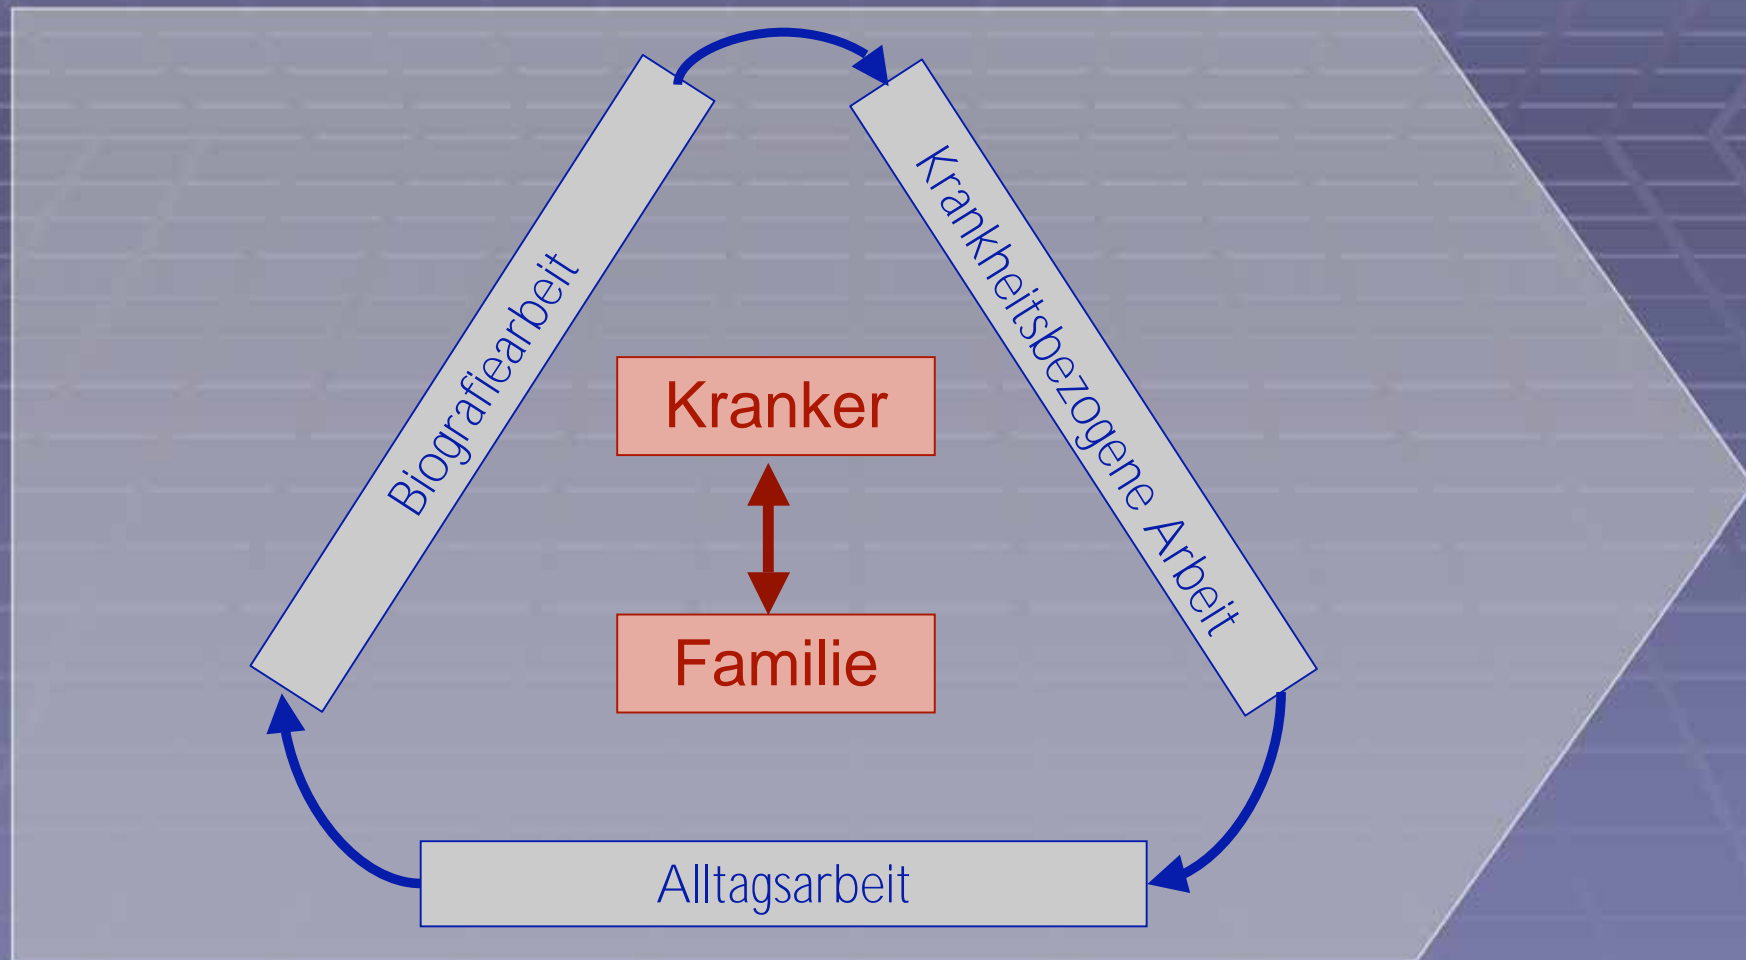 Biografiearbeit
Krankheitsbezogene Arbeit
Kranker
Familie
Alltagsarbeit